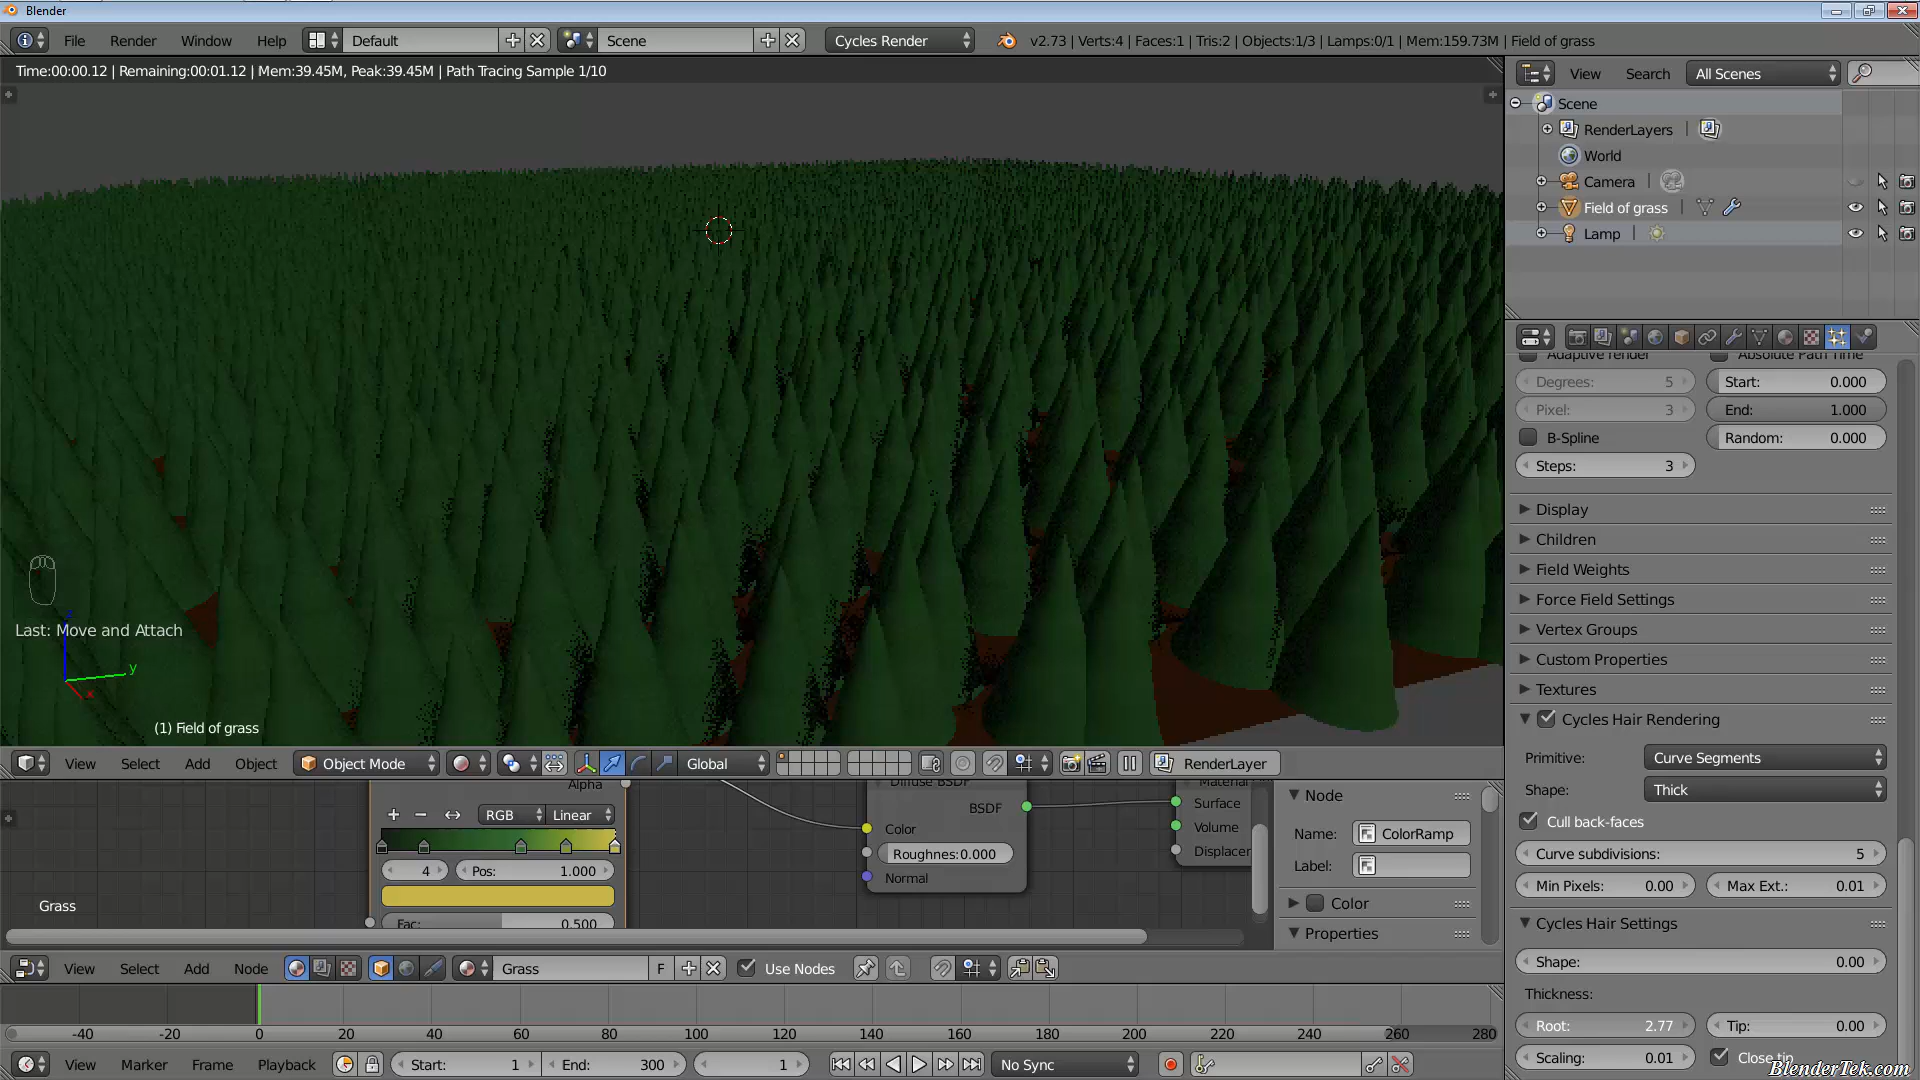 Blender
File Render Window Help Default Scene Cycles Render v2.73 | Verts:4 | Faces:1 | Tris:2 | Objects:1/3 | Lamps:0/1 | Mem:159.73M | Field of grass
Time:00:00.12 | Remaining:00:01.12 | Mem:39.45M, Peak:39.45M | Path Tracing Sample 1/10
View Search All Scenes
Scene
RenderLayers
World
Camera
Field of grass
Lamp
Adaptive render Absolute Path Time
Degrees: 5 Start: 0.000
Pixel: 3 End: 1.000
B-Spline Random: 0.000
Steps: 3
Display
Children
Field Weights
Force Field Settings
Vertex Groups
Custom Properties
Textures
Cycles Hair Rendering
Primitive: Curve Segments
Shape: Thick
Cull back-faces
Curve subdivisions: 5
Min Pixels: 0.00 Max Ext.: 0.01
Cycles Hair Settings
Shape: 0.00
Thickness:
Root: 2.77 Tip: 0.00
Scaling: 0.01 Close tip
z
y
x
Last: Move and Attach
(1) Field of grass
View Select Add Object Object Mode Global RenderLayer
Alpha
RGB Linear
4 Pos: 1.000
Fac: 0.500
Grass
Diffuse BSDF
BSDF
Color
Roughnes:0.000
Normal
Material
Surface
Volume
Displacer
Node
Name: ColorRamp
Label:
Color
Properties
View Select Add Node Grass F Use Nodes
-40 -20 0 20 40 60 80 100 120 140 160 180 200 220 240 260 280
View Marker Frame Playback Start: 1 End: 300 1 No Sync
BlenderTek.com